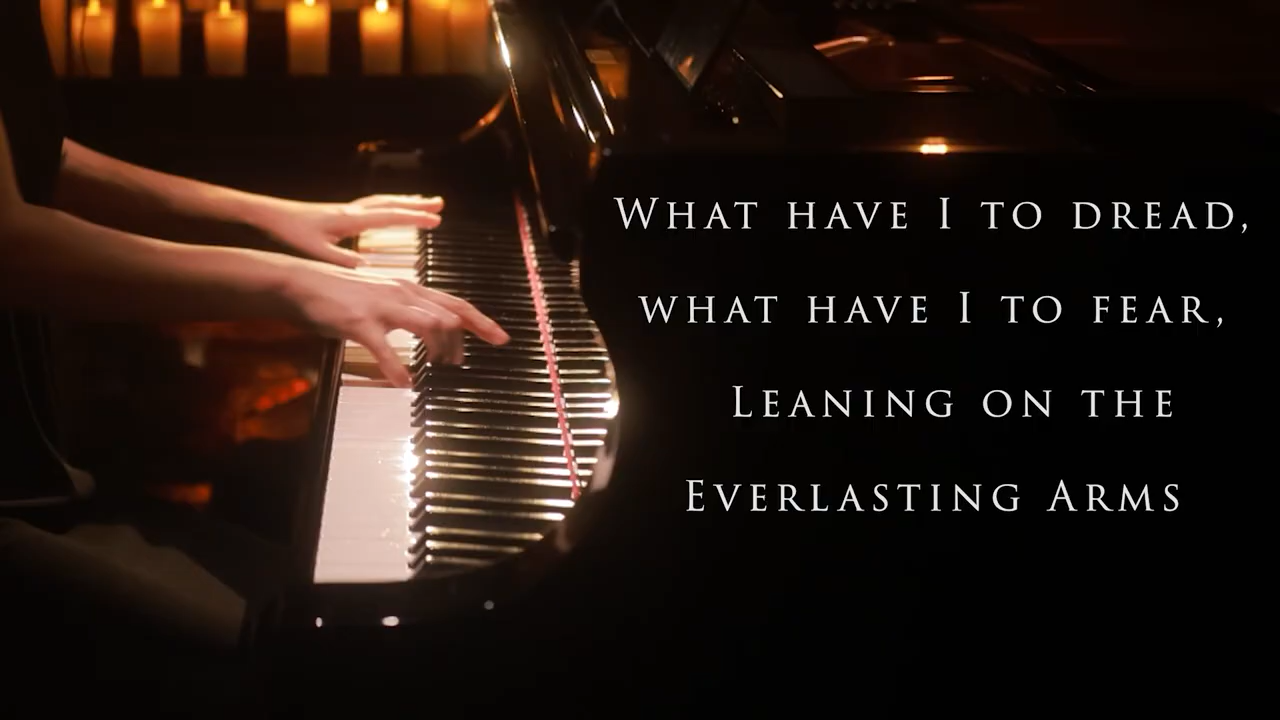 What have I to dread,
what have I to fear,
Leaning on the
Everlasting Arms